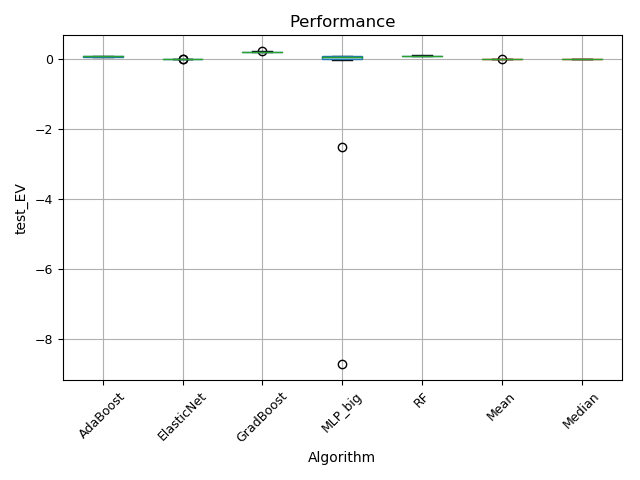 Performance
test_EV
0
−2
−4
−6
−8
AdaBoost
ElasticNet
GradBoost
MLP_big
RF
Mean
Median
Algorithm